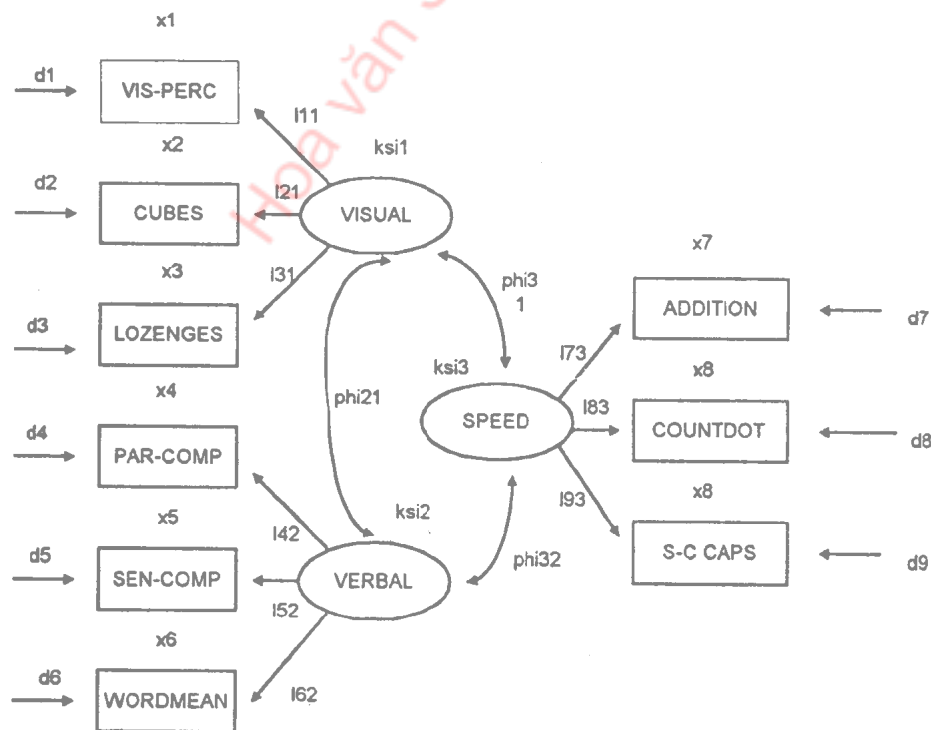 x1
d1
VIS-PERC
l11
x2
ksi1
d2
CUBES
l21
VISUAL
x3
l31
d3
LOZENGES
x4
phi21
d4
PAR-COMP
l42
x5
ksi2
d5
SEN-COMP
l52
VERBAL
x6
d6
WORDMEAN
l62
phi3
1
ksi3
SPEED
phi32
x7
l73
ADDITION
d7
x8
l83
COUNTDOT
d8
x8
l93
S-C CAPS
d9
Hoa văn